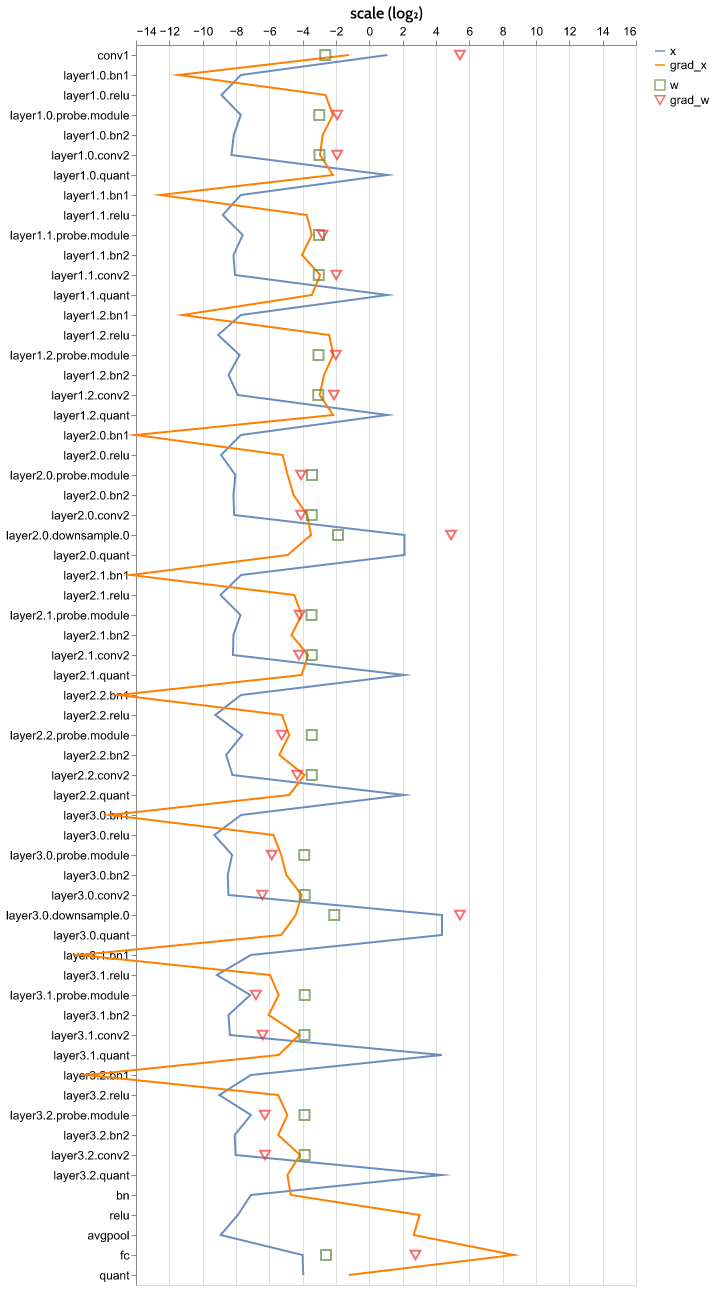 scale (log₂)
−14 −12 −10 −8 −6 −4 −2 0 2 4 6 8 10 12 14 16
x
grad_x
w
grad_w
conv1
layer1.0.bn1
layer1.0.relu
layer1.0.probe.module
layer1.0.bn2
layer1.0.conv2
layer1.0.quant
layer1.1.bn1
layer1.1.relu
layer1.1.probe.module
layer1.1.bn2
layer1.1.conv2
layer1.1.quant
layer1.2.bn1
layer1.2.relu
layer1.2.probe.module
layer1.2.bn2
layer1.2.conv2
layer1.2.quant
layer2.0.bn1
layer2.0.relu
layer2.0.probe.module
layer2.0.bn2
layer2.0.conv2
layer2.0.downsample.0
layer2.0.quant
layer2.1.bn1
layer2.1.relu
layer2.1.probe.module
layer2.1.bn2
layer2.1.conv2
layer2.1.quant
layer2.2.bn1
layer2.2.relu
layer2.2.probe.module
layer2.2.bn2
layer2.2.conv2
layer2.2.quant
layer3.0.bn1
layer3.0.relu
layer3.0.probe.module
layer3.0.bn2
layer3.0.conv2
layer3.0.downsample.0
layer3.0.quant
layer3.1.bn1
layer3.1.relu
layer3.1.probe.module
layer3.1.bn2
layer3.1.conv2
layer3.1.quant
layer3.2.bn1
layer3.2.relu
layer3.2.probe.module
layer3.2.bn2
layer3.2.conv2
layer3.2.quant
bn
relu
avgpool
fc
quant